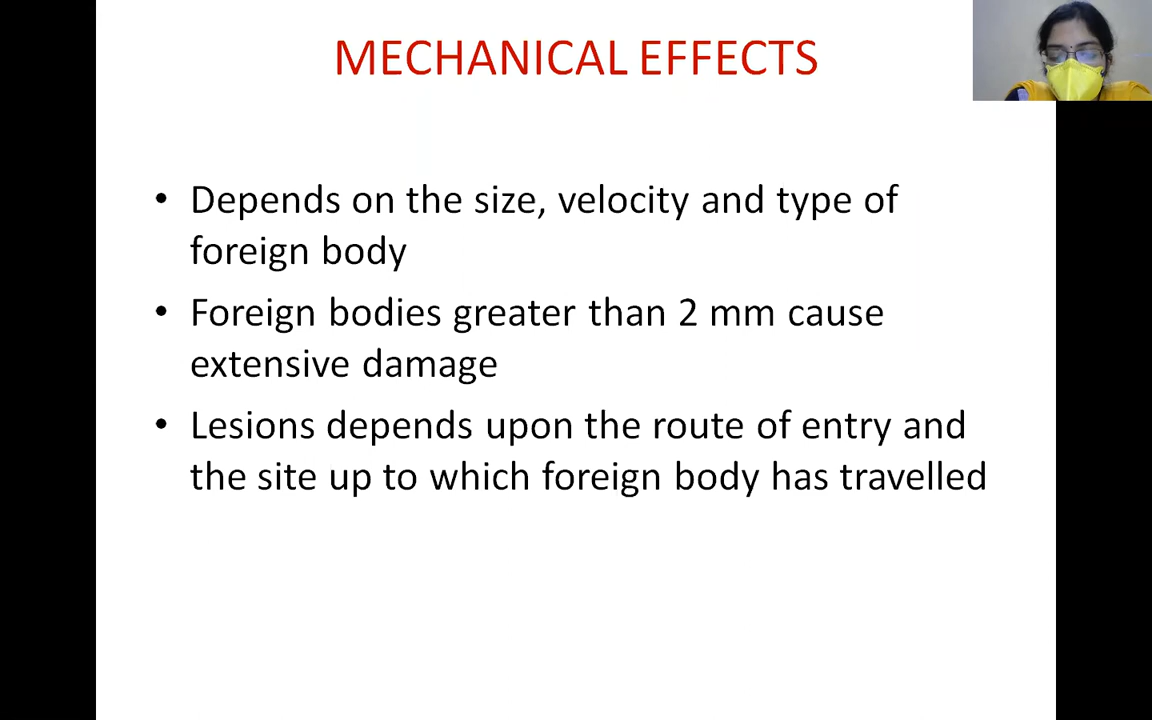 MECHANICAL EFFECTS
• Depends on the size, velocity and type of
foreign body
• Foreign bodies greater than 2 mm cause
extensive damage
• Lesions depends upon the route of entry and
the site up to which foreign body has travelled